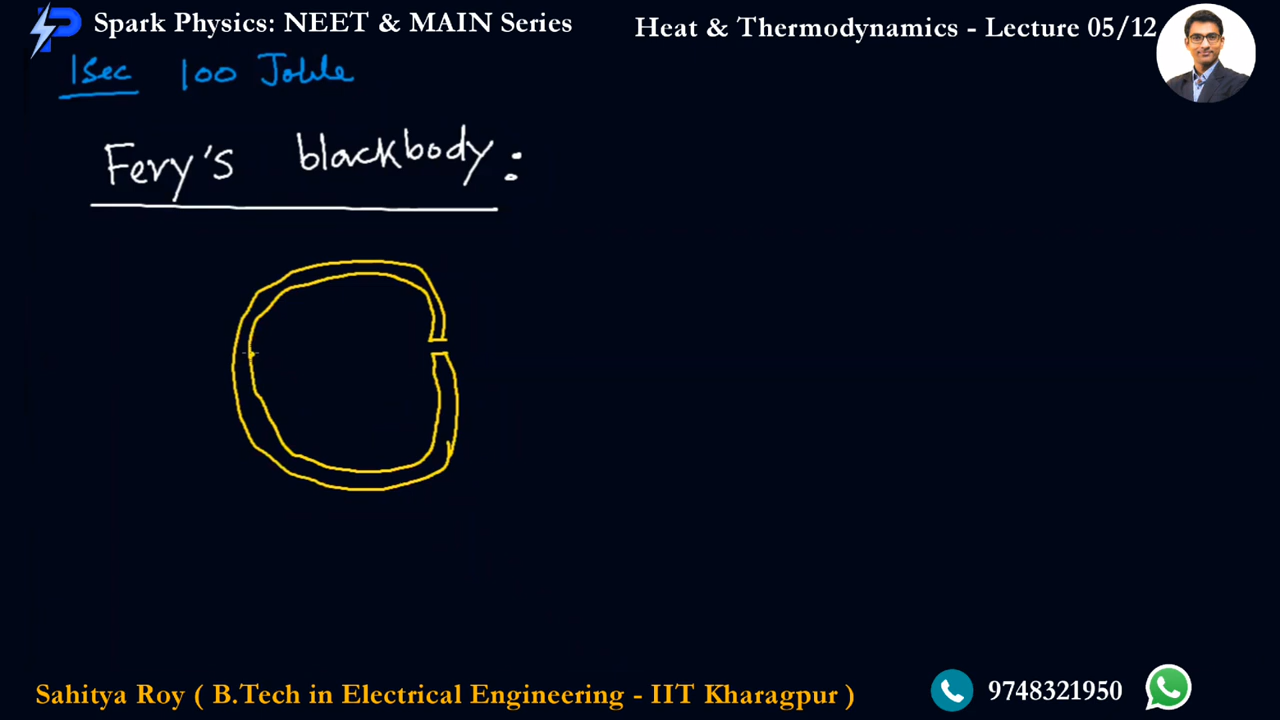 Spark Physics: NEET & MAIN Series
Heat & Thermodynamics - Lecture 05/12
1Sec 100 Joule
Fery's blackbody:
Sahitya Roy ( B.Tech in Electrical Engineering - IIT Kharagpur )
9748321950